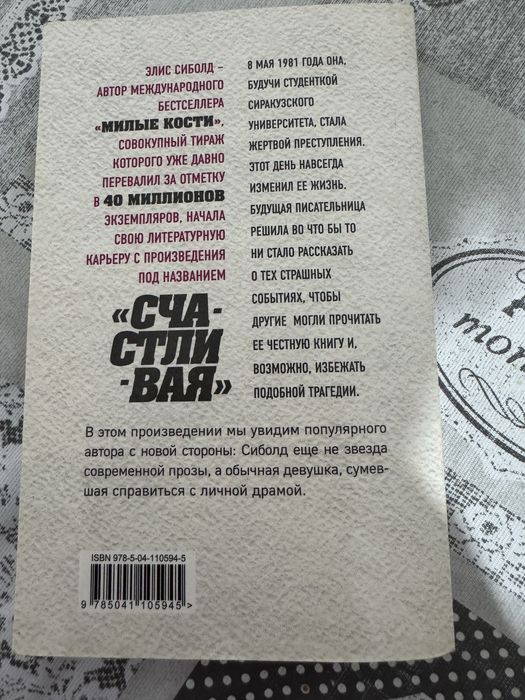 ЭЛИС СИБОЛД –
АВТОР МЕЖДУНАРОДНОГО
БЕСТСЕЛЛЕРА
«МИЛЫЕ КОСТИ»,
СОВОКУПНЫЙ ТИРАЖ
КОТОРОГО УЖЕ ДАВНО
ПЕРЕВАЛИЛ ЗА ОТМЕТКУ
В 40 МИЛЛИОНОВ
ЭКЗЕМПЛЯРОВ, НАЧАЛА
СВОЮ ЛИТЕРАТУРНУЮ
КАРЬЕРУ С ПРОИЗВЕДЕНИЯ
ПОД НАЗВАНИЕМ
«СЧА-
СТЛИ
-ВАЯ»
8 МАЯ 1981 ГОДА ОНА,
БУДУЧИ СТУДЕНТКОЙ
СИРАКУЗСКОГО
УНИВЕРСИТЕТА, СТАЛА
ЖЕРТВОЙ ПРЕСТУПЛЕНИЯ.
ЭТОТ ДЕНЬ НАВСЕГДА
ИЗМЕНИЛ ЕЕ ЖИЗНЬ.
БУДУЩАЯ ПИСАТЕЛЬНИЦА
РЕШИЛА ВО ЧТО БЫ ТО
НИ СТАЛО РАССКАЗАТЬ
О ТЕХ СТРАШНЫХ
СОБЫТИЯХ, ЧТОБЫ
ДРУГИЕ МОГЛИ ПРОЧИТАТЬ
ЕЕ ЧЕСТНУЮ КНИГУ И,
ВОЗМОЖНО, ИЗБЕЖАТЬ
ПОДОБНОЙ ТРАГЕДИИ.
В этом произведении мы увидим популярного
автора с новой стороны: Сиболд еще не звезда
современной прозы, а обычная девушка, сумев-
шая справиться с личной драмой.
ISBN 978-5-04-110594-5
9 785041 105945 >